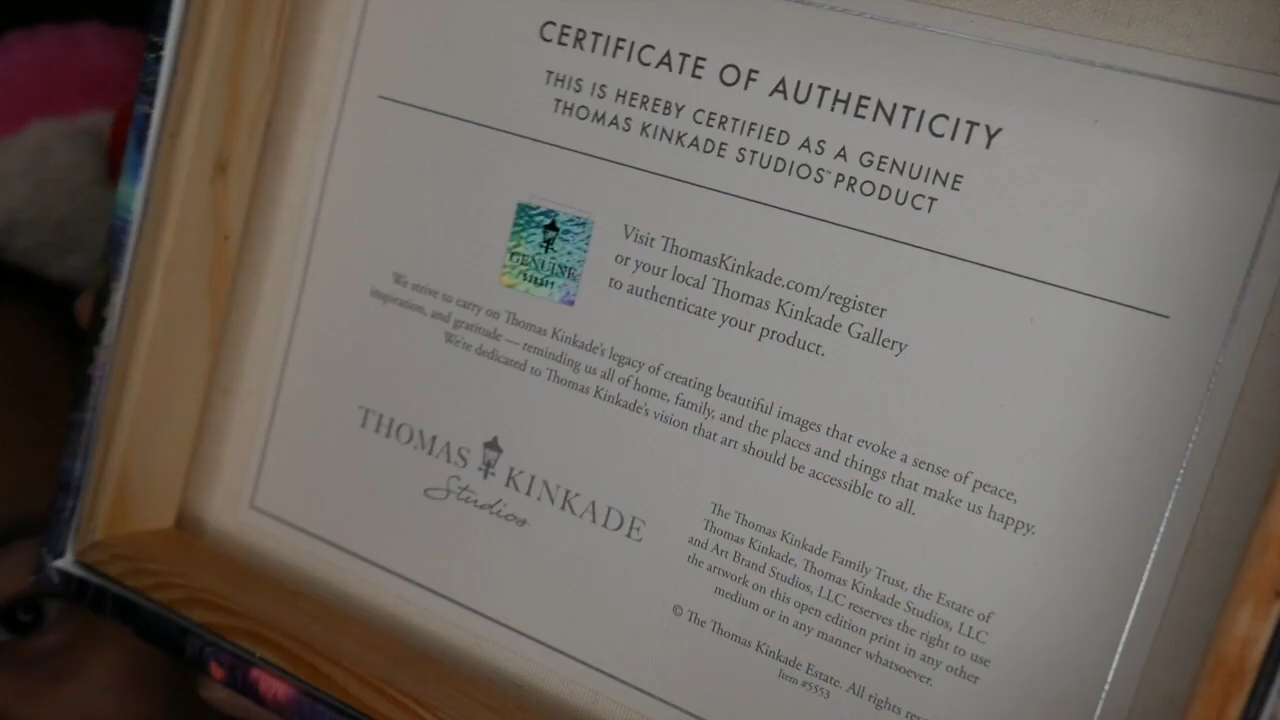 CERTIFICATE OF AUTHENTICITY
THIS IS HEREBY CERTIFIED AS A GENUINE
THOMAS KINKADE STUDIOS™ PRODUCT
GENUINE
Visit ThomasKinkade.com/register
or your local Thomas Kinkade Gallery
to authenticate your product.
We strive to carry on Thomas Kinkade's legacy of creating beautiful images that evoke a sense of peace,
inspiration, and gratitude — reminding us all of home, family, and the places and things that make us happy.
We're dedicated to Thomas Kinkade's vision that art should be accessible to all.
THOMAS KINKADE
Studios
The Thomas Kinkade Family Trust, the Estate of
Thomas Kinkade, Thomas Kinkade Studios, LLC
and Art Brand Studios, LLC reserves the right to use
the artwork on this open edition print in any other
medium or in any manner whatsoever.
© The Thomas Kinkade Estate. All rights
Item #5553